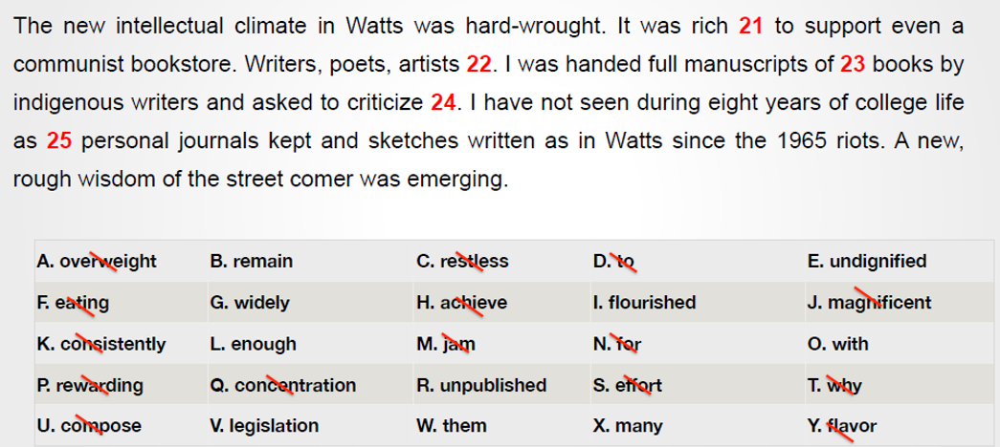 The new intellectual climate in Watts was hard-wrought. It was rich 21 to support even a
communist bookstore. Writers, poets, artists 22. I was handed full manuscripts of 23 books by
indigenous writers and asked to criticize 24. I have not seen during eight years of college life
as 25 personal journals kept and sketches written as in Watts since the 1965 riots. A new,
rough wisdom of the street comer was emerging.
A. overweight B. remain C. restless D. to E. undignified
F. eating G. widely H. achieve I. flourished J. magnificent
K. consistently L. enough M. jam N. for O. with
P. rewarding Q. concentration R. unpublished S. effort T. why
U. compose V. legislation W. them X. many Y. flavor